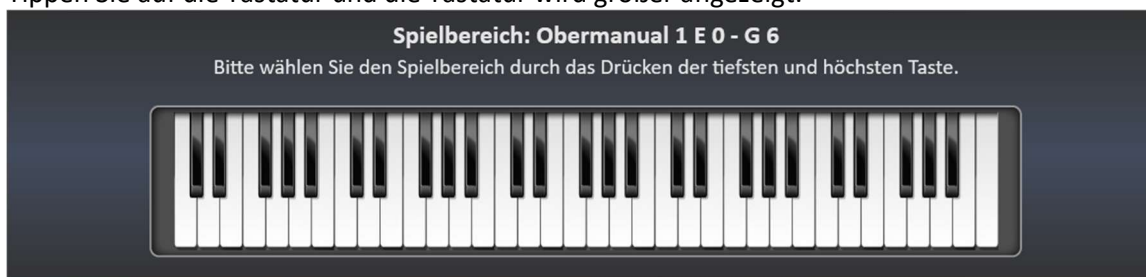 Tippen Sie auf die Tastatur und die Tastatur wird größer angezeigt.
Spielbereich: Obermanual 1 E 0 - G 6
Bitte wählen Sie den Spielbereich durch das Drücken der tiefsten und höchsten Taste.